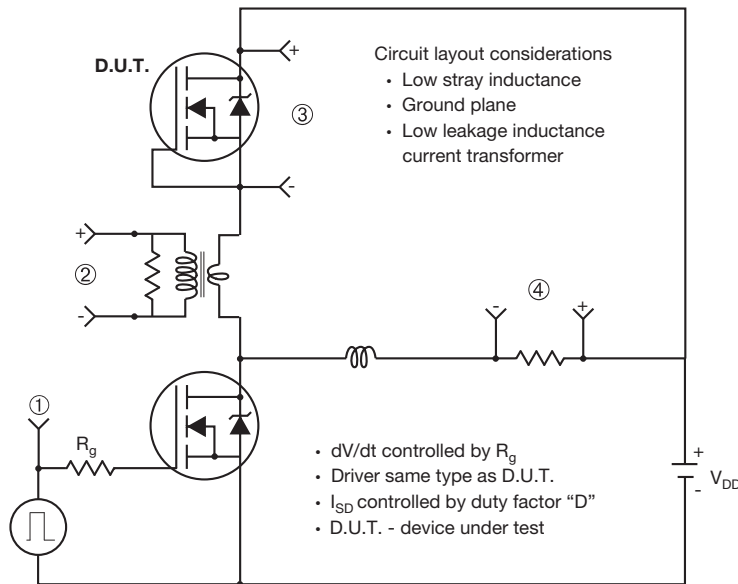 D.U.T.
+
-
③
Circuit layout considerations
• Low stray inductance
• Ground plane
• Low leakage inductance
current transformer
+
②
-
-
④
+
①
Rg
• dV/dt controlled by Rg
• Driver same type as D.U.T.
• ISD controlled by duty factor “D”
• D.U.T. - device under test
+
VDD
-